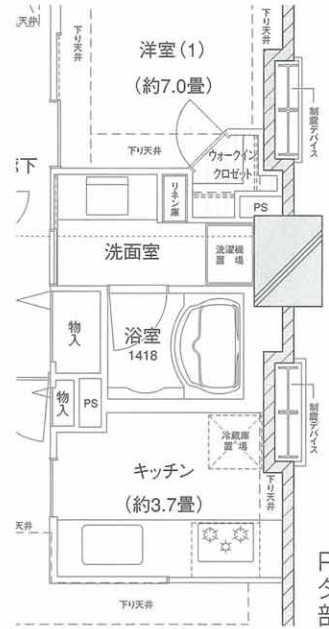 下り天井
洋室(1)
(約7.0畳)
下り天井
制震デバイス
下り天井
下り天井
ウォークイン
クロゼット
下
リネン庫
PS
洗面室
洗濯機
置場
物入
浴室
1418
物入
PS
冷蔵庫
置場
制震デバイス
キッチン
(約3.7畳)
下り天井
天井
下り天井